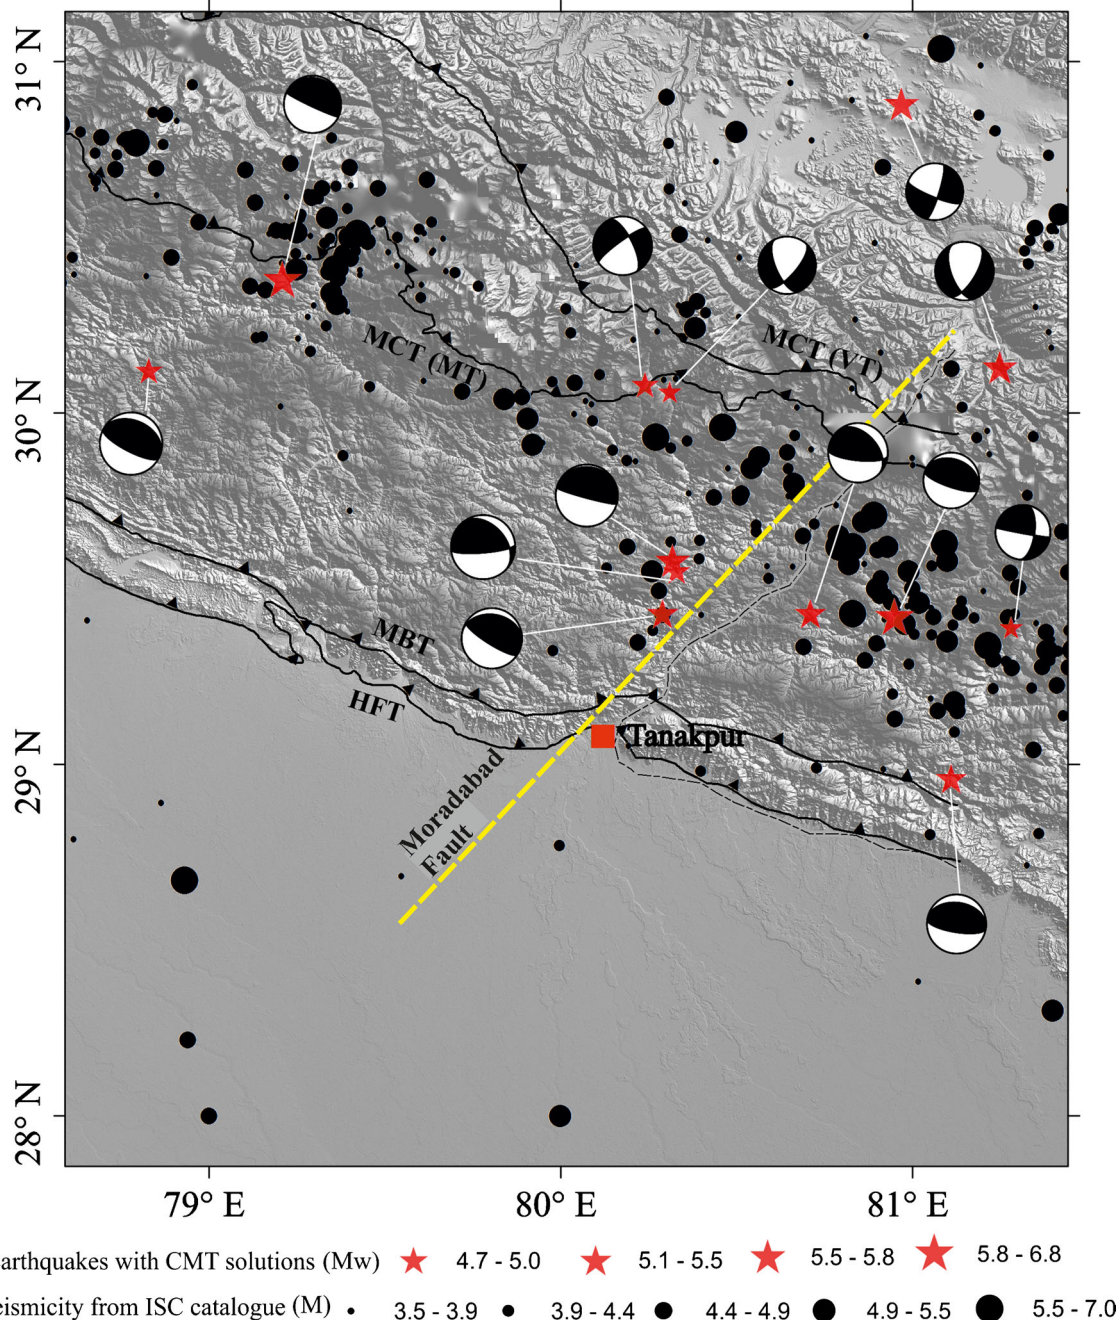 31° N
30° N
29° N
28° N
MCT (MT)
MCT (VT)
MBT
HFT
Tanakpur
Moradabad
Fault
79° E 80° E 81° E
arthquakes with CMT solutions (Mw) 4.7 - 5.0 5.1 - 5.5 5.5 - 5.8 5.8 - 6.8
eismicity from ISC catalogue (M) 3.5 - 3.9 3.9 - 4.4 4.4 - 4.9 4.9 - 5.5 5.5 - 7.0